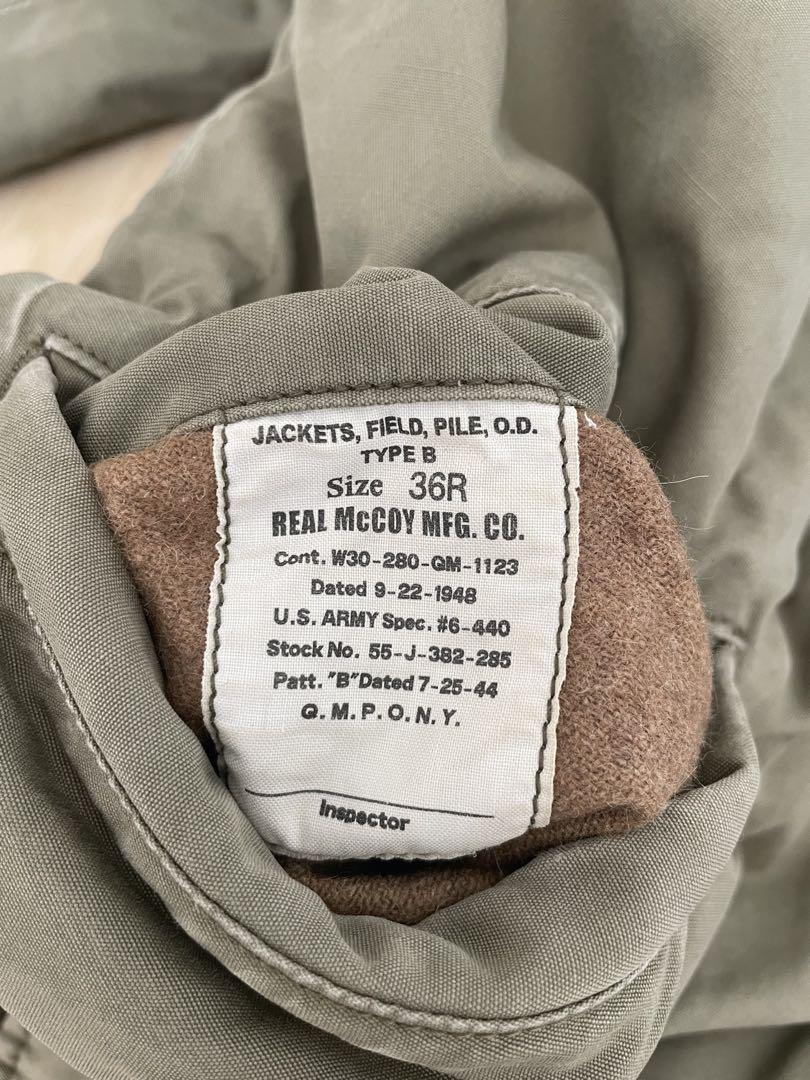 JACKETS, FIELD, PILE, O.D.
TYPE B
Size 36R
REAL McCOY MFG. CO.
Cont. W30-280-QM-1123
Dated 9-22-1948
U.S. ARMY Spec. #6-440
Stock No. 55-J-382-285
Patt. "B"Dated 7-25-44
Q.M.P.O.N.Y.
Inspector